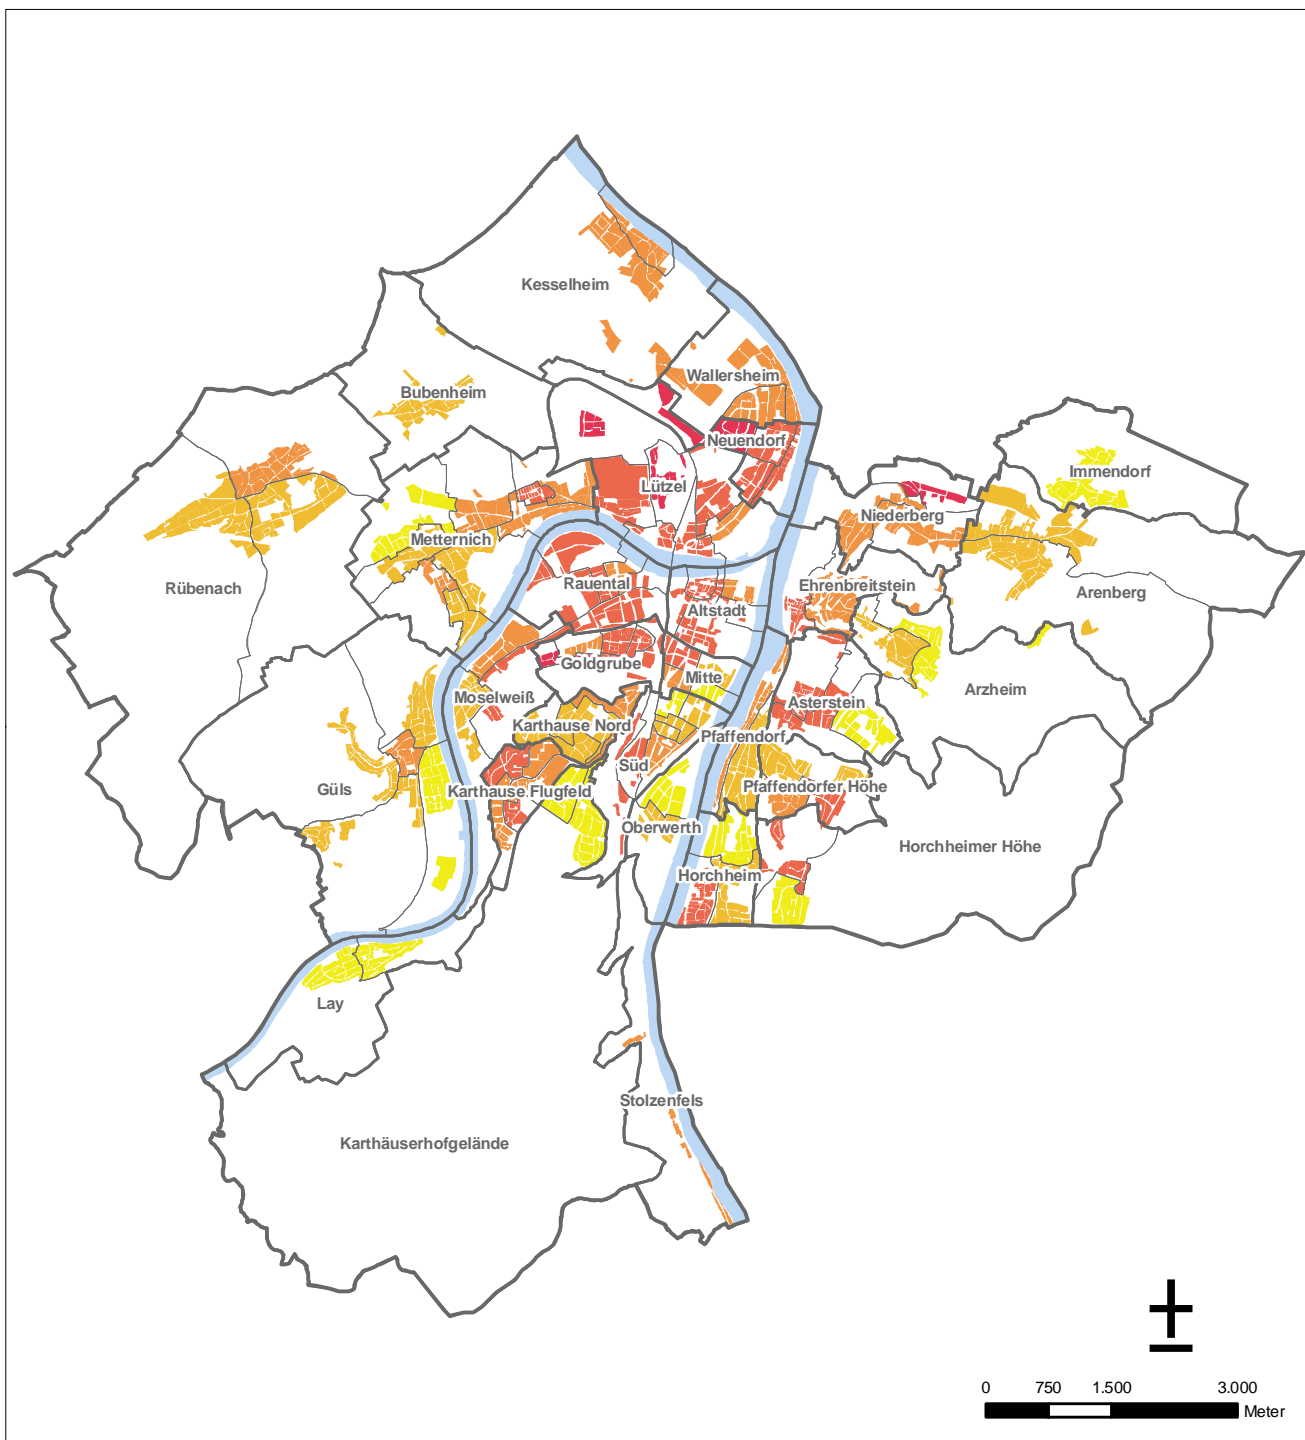 Kesselheim
Wallersheim
Bubenheim
Neuendorf
Immendorf
Lützel
Niederberg
Metternich
Rübenach
Rauental
Ehrenbreitstein
Arenberg
Altstadt
Goldgrube
Mitte
Arzheim
Moselweiß
Asterstein
Karthause Nord
Pfaffendorf
Süd
Güls
Karthause Flugfeld
Pfaffendorfer Höhe
Oberwerth
Horchheimer Höhe
Horchheim
Lay
Stolzenfels
Karthäuserhofgelände
0 750 1.500 3.000
Meter